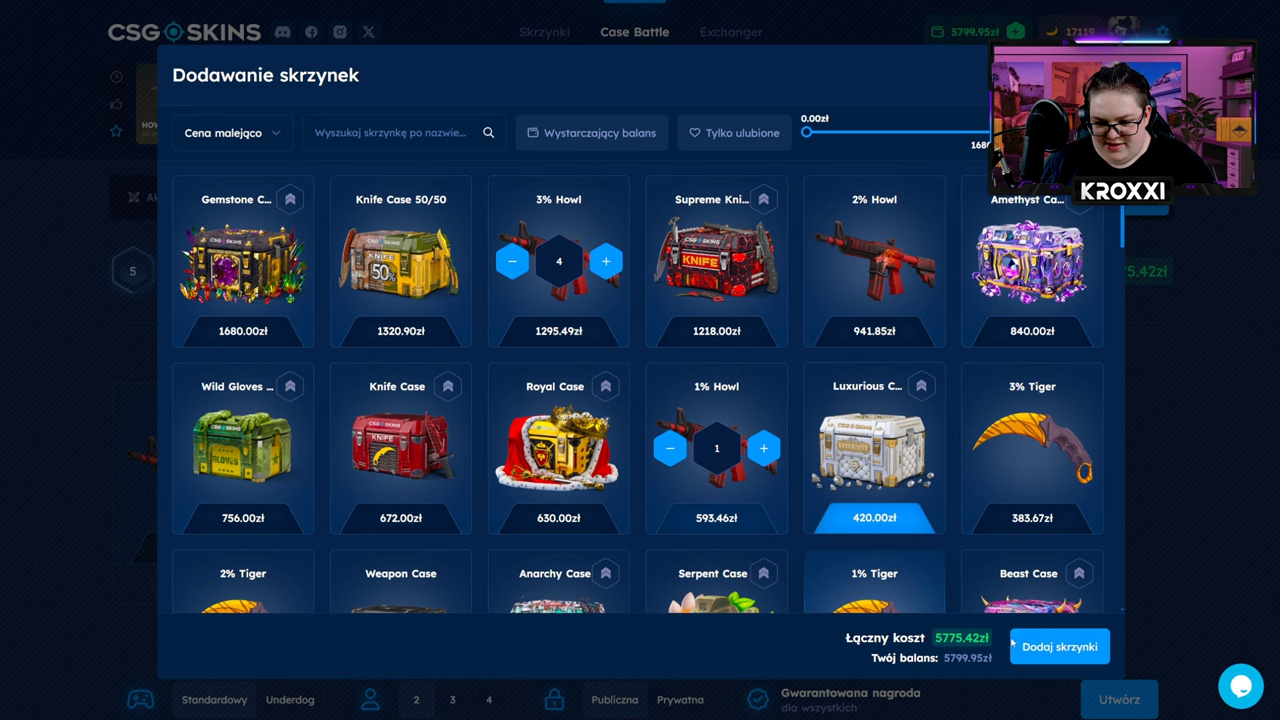 CSG SKINS
Skrzynki
Case Battle
Exchanger
5799.95zł
17119
Dodawanie skrzynek
Cena malejąco
Wyszukaj skrzynkę po nazwie...
Wystarczający balans
Tylko ulubione
0.00zł
KROXXI
Gemstone C...
Knife Case 50/50
3% Howl
Supreme Kni...
2% Howl
Amethyst Ca...
4
1680.00zł
1320.90zł
1295.49zł
1218.00zł
941.85zł
840.00zł
5
Wild Gloves ...
Knife Case
Royal Case
1% Howl
Luxurious C...
3% Tiger
1
756.00zł
672.00zł
630.00zł
593.46zł
420.00zł
383.67zł
2% Tiger
Weapon Case
Anarchy Case
Serpent Case
1% Tiger
Beast Case
Łączny koszt 5775.42zł
Twój balans: 5799.95zł
Dodaj skrzynki
Standardowy
Underdog
2
3
4
Publiczna
Prywatna
Gwarantowana nagroda
dla wszystkich
Utwórz